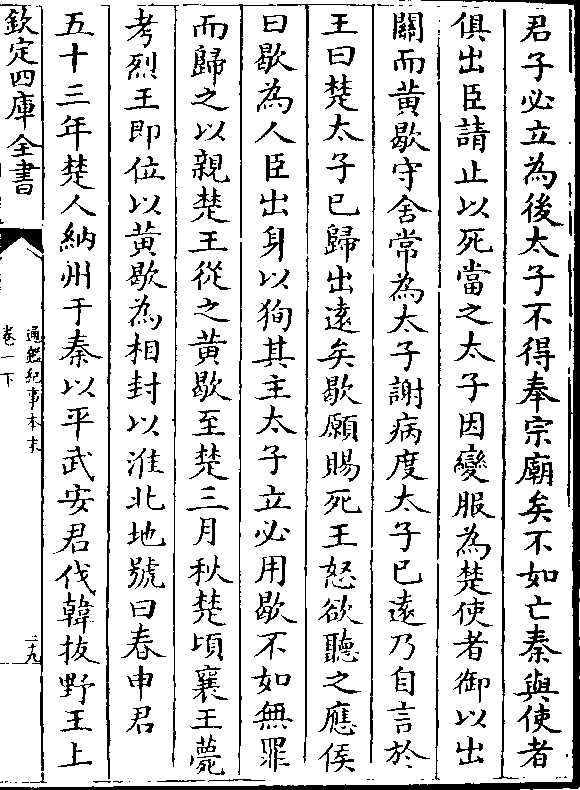 君子必立為後太子不得奉宗廟矣不如亡秦與使者
俱出臣請止以死當之太子因變服為楚使者御以出
關而黃歇守舍常為太子謝病度太子已遠乃自言於
王曰楚太子已歸出遠矣歇願賜死王怒欲聽之應侯
曰歇為人臣出身以狥其主太子立必用歇不如無罪
而歸之以親楚王從之黃歇至楚三月秋楚頃襄王薨
考烈王即位以黃歇為相封以淮北地號曰春申君
五十三年楚人納州于秦以平武安君伐韓拔野王上
欽定四庫全書
通鑑紀事本末
卷一下
二十九